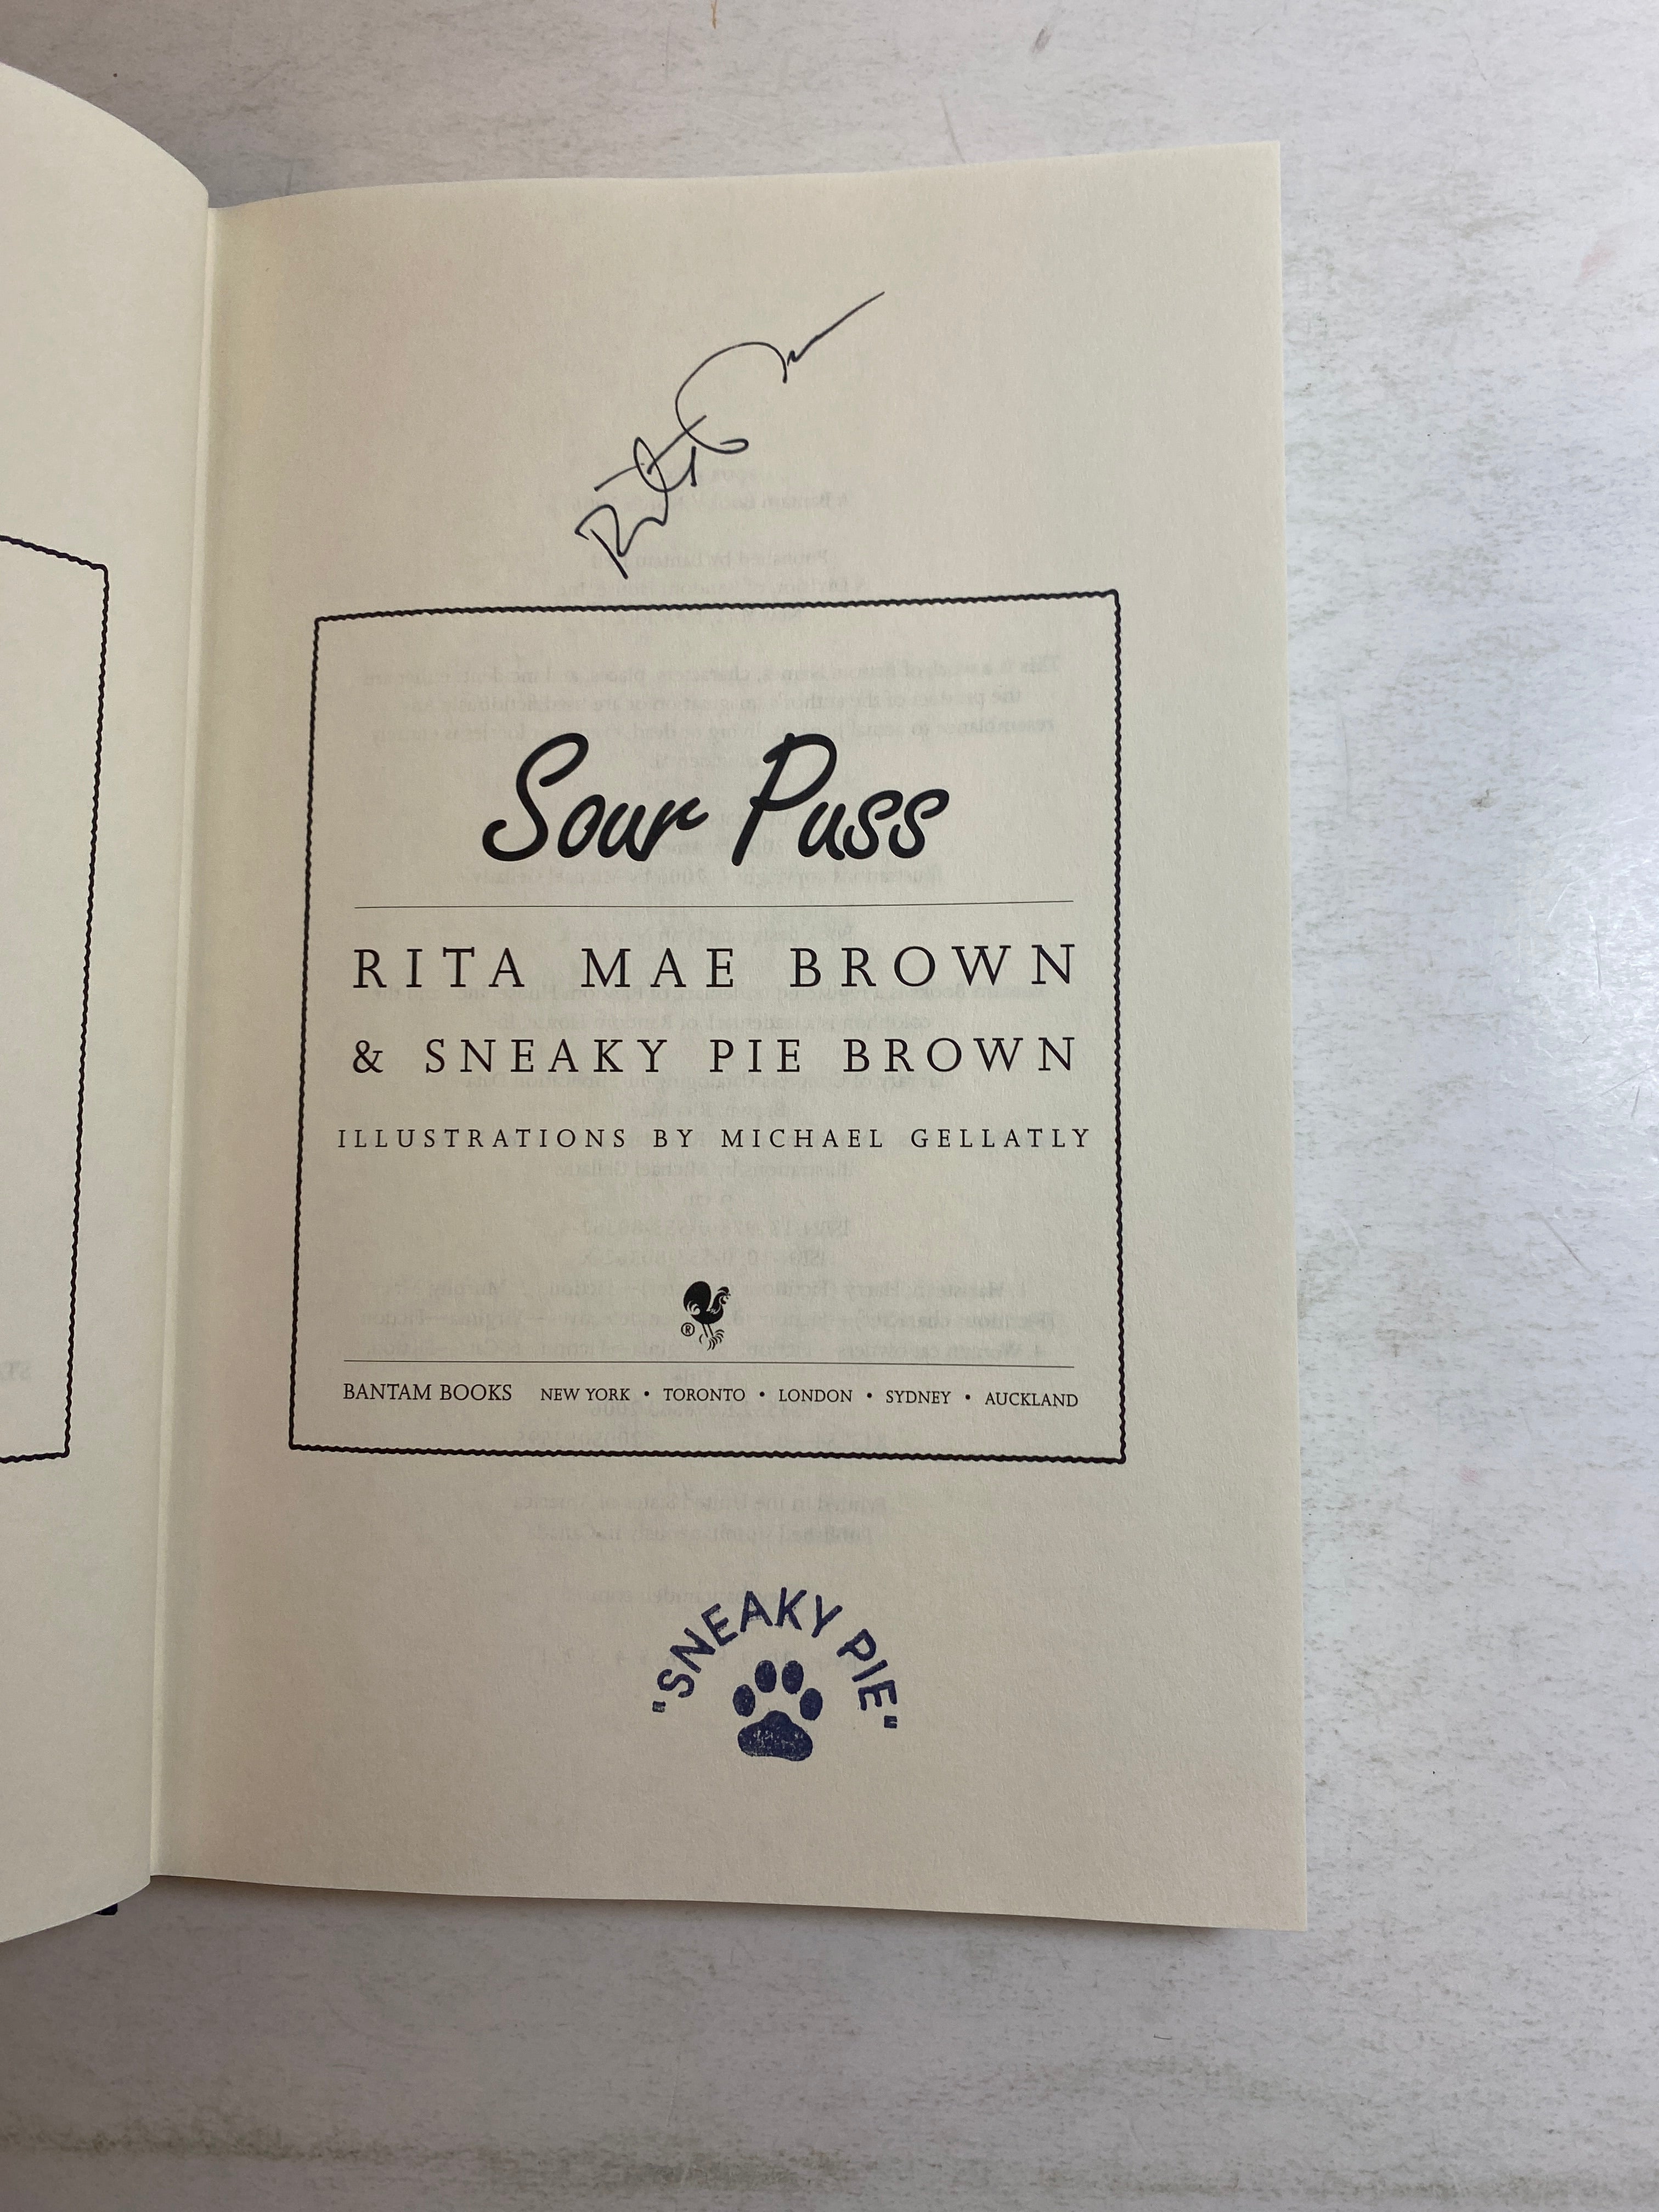 Sour Puss
RITA MAE BROWN
& SNEAKY PIE BROWN
ILLUSTRATIONS BY MICHAEL GELLATLY
®
BANTAM BOOKS NEW YORK • TORONTO • LONDON • SYDNEY • AUCKLAND
"SNEAKY PIE"